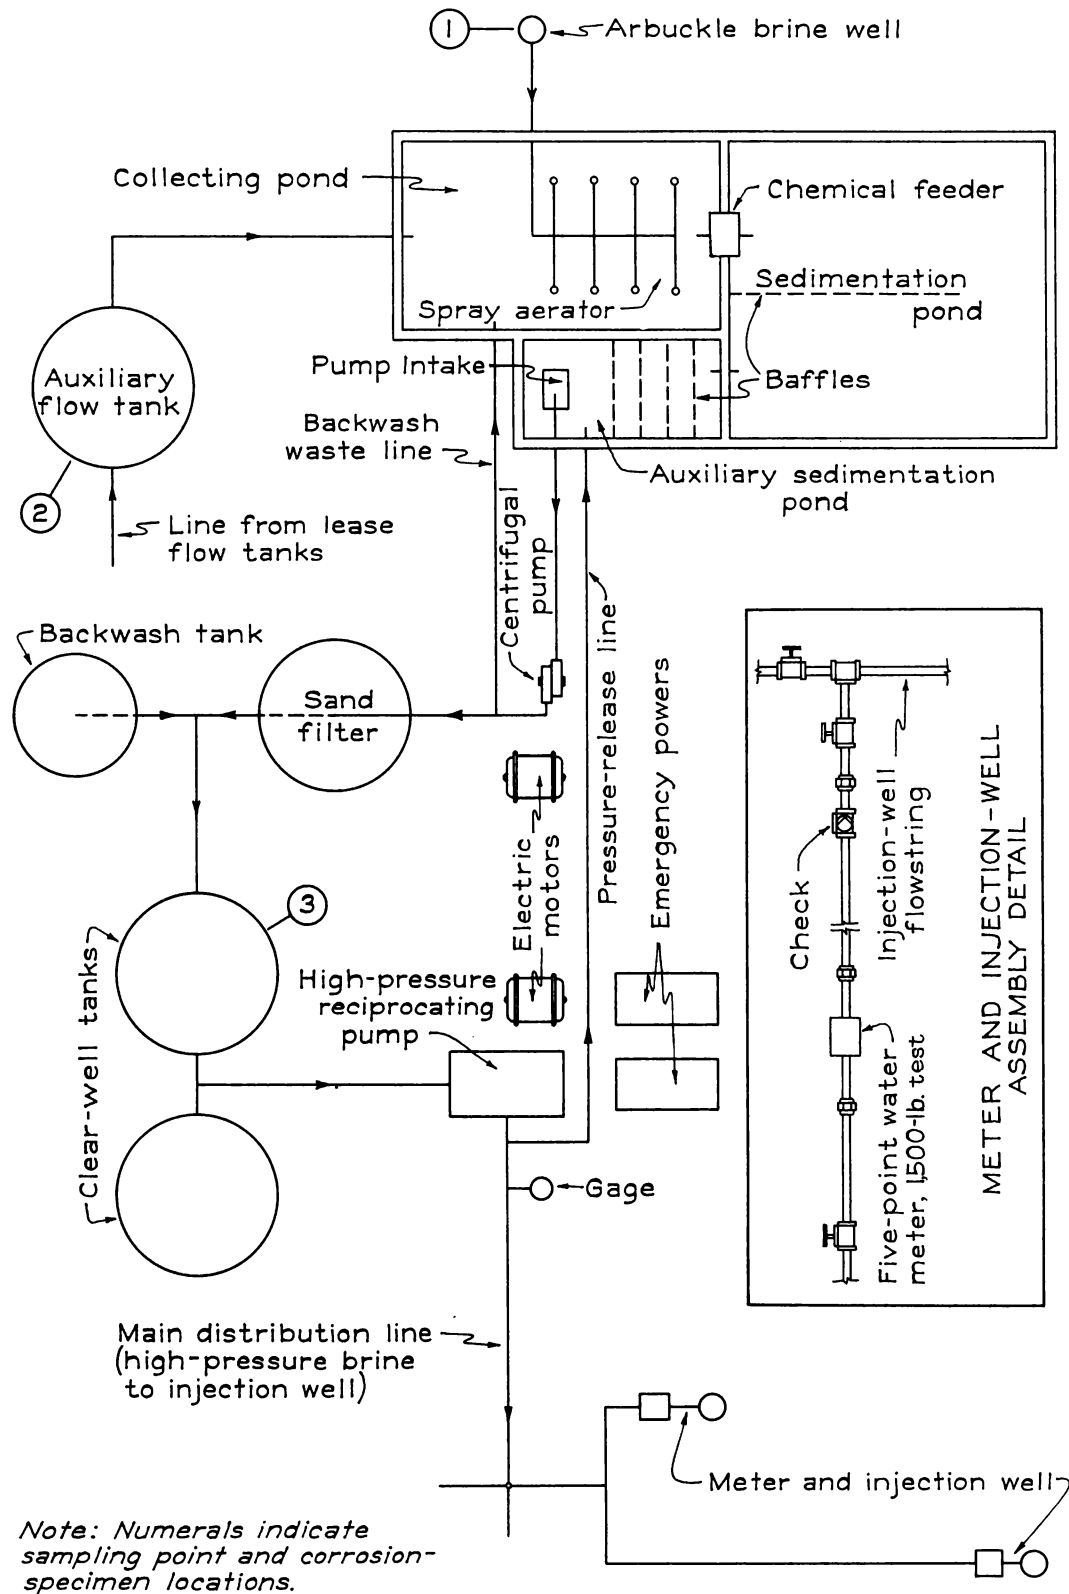 1
Arbuckle brine well
Collecting pond
Chemical feeder
Sedimentation
pond
Spray aerator
Pump Intake
Baffles
Auxiliary
flow tank
Backwash
waste line
Auxiliary sedimentation
pond
2
Line from lease
flow tanks
Centrifugal
pump
Backwash tank
Sand
filter
Pressure-release line
Emergency powers
Electric
motors
3
Clear-well tanks
High-pressure
reciprocating
pump
Gage
Main distribution line
(high-pressure brine
to injection well)
Meter and injection well
Check
Injection-well
flowstring
Five-point water
meter, 1,500-lb. test
METER AND INJECTION-WELL
ASSEMBLY DETAIL
Note: Numerals indicate
sampling point and corrosion-
specimen locations.